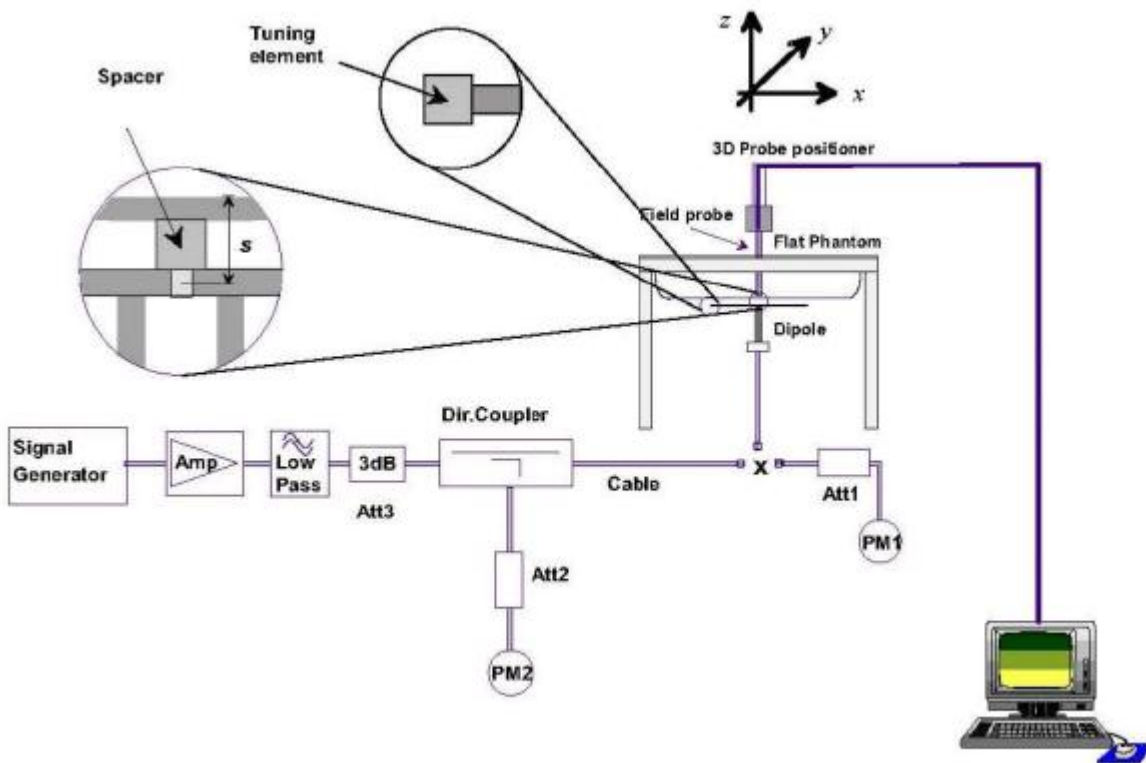 Tuning
element
Spacer
z
y
x
3D Probe positioner
Field probe
Flat Phantom
s
Dipole
Dir.Coupler
Signal
Generator
Amp
Low
Pass
3dB
Att3
Cable
X
Att1
PM1
Att2
PM2